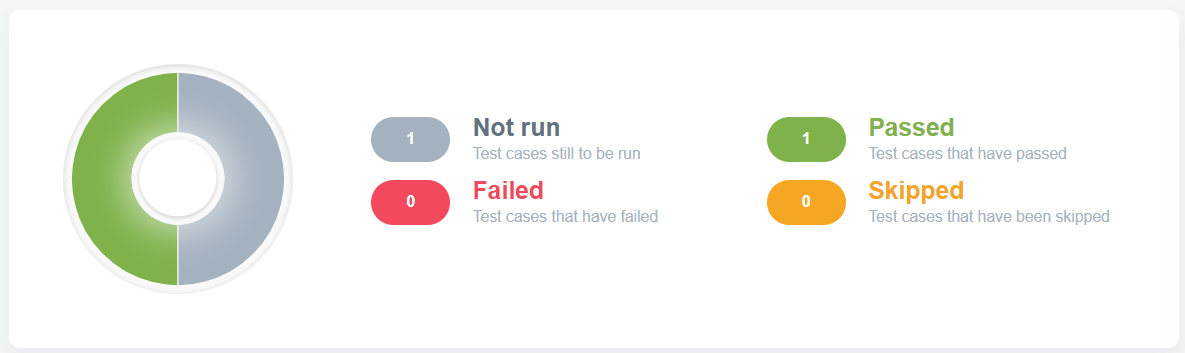 1
Not run
Test cases still to be run
1
Passed
Test cases that have passed
0
Failed
Test cases that have failed
0
Skipped
Test cases that have been skipped